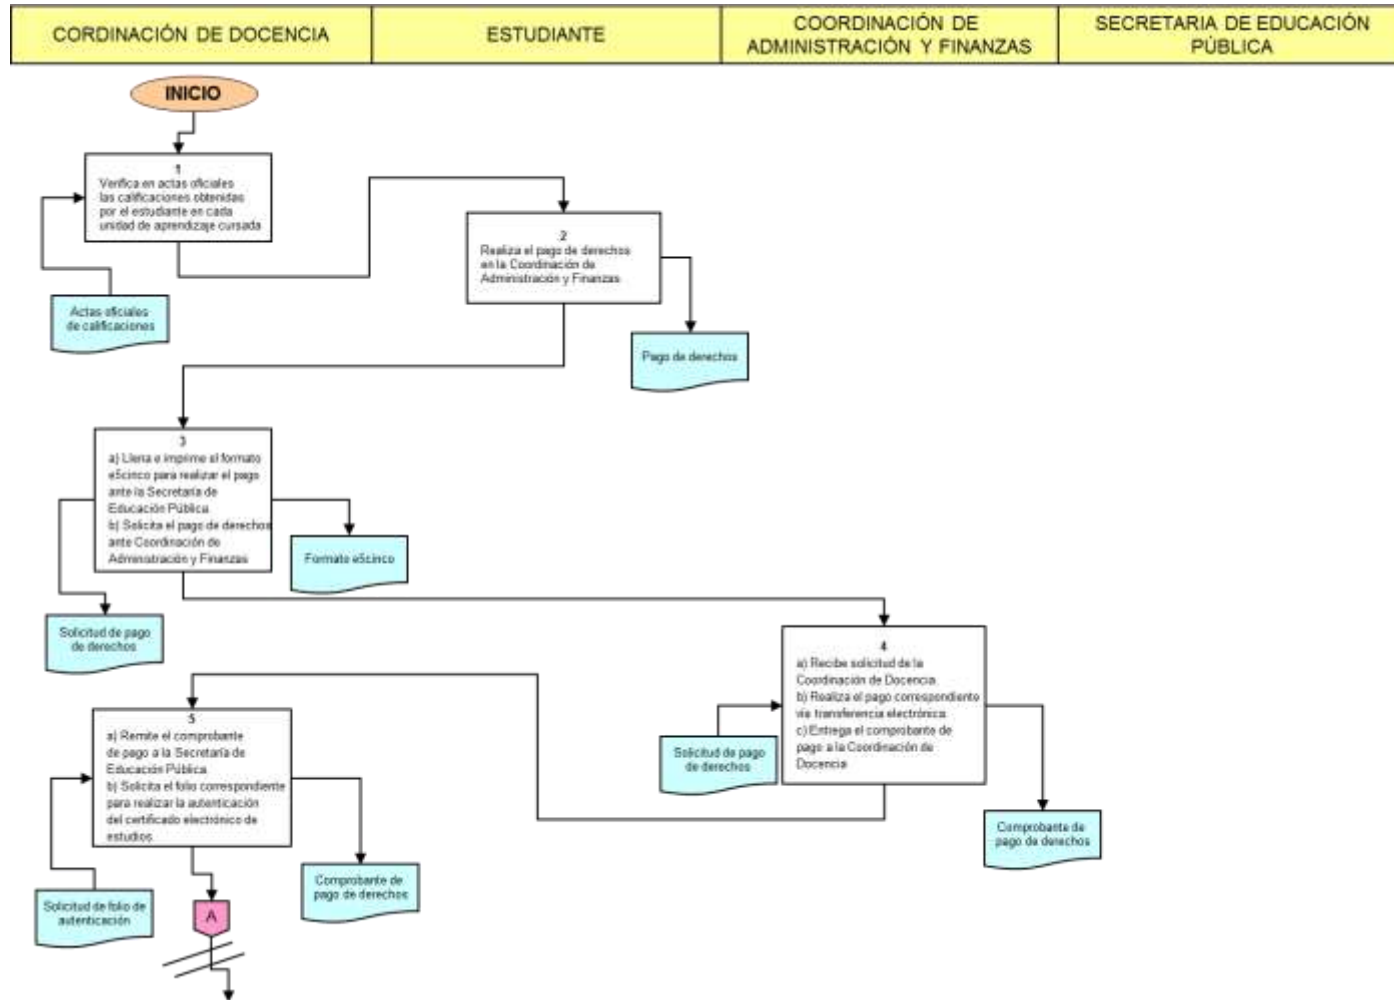 CORDINACIÓN DE DOCENCIA
ESTUDIANTE
COORDINACIÓN DE
ADMINISTRACIÓN Y FINANZAS
SECRETARIA DE EDUCACIÓN
PÚBLICA
INICIO
1
Verifica en actas oficiales
las calificaciones obtenidas
por el estudiante en cada
unidad de aprendizaje cursada
Actas oficiales
de calificaciones
2
Realiza el pago de derechos
en la Coordinación de
Administración y Finanzas
Pago de derechos
3
a) Llena e imprime el formato
e5cinco para realizar el pago
ante la Secretaría de
Educación Pública
b) Solicita el pago de derechos
ante Coordinación de
Administración y Finanzas
Formato e5cinco
Solicitud de pago
de derechos
4
a) Recibe solicitud de la
Coordinación de Docencia
b) Realiza el pago correspondiente
vía transferencia electrónica
c) Entrega el comprobante de
pago a la Coordinación de
Docencia
Solicitud de pago
de derechos
Comprobante de
pago de derechos
5
a) Remite el comprobante
de pago a la Secretaría de
Educación Pública
b) Solicita el folio correspondiente
para realizar la autenticación
del certificado electrónico de
estudios
Comprobante de
pago de derechos
Solicitud de folio de
autenticación
A